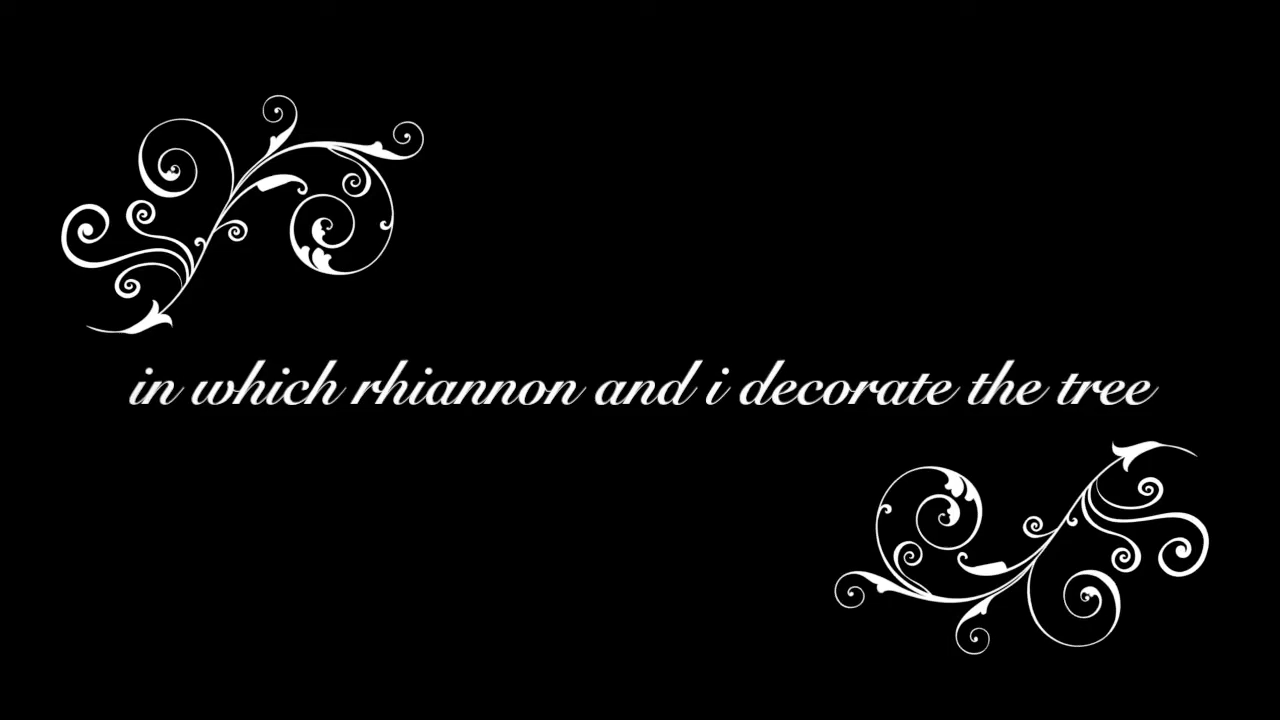 in which rhiannon and i decorate the tree